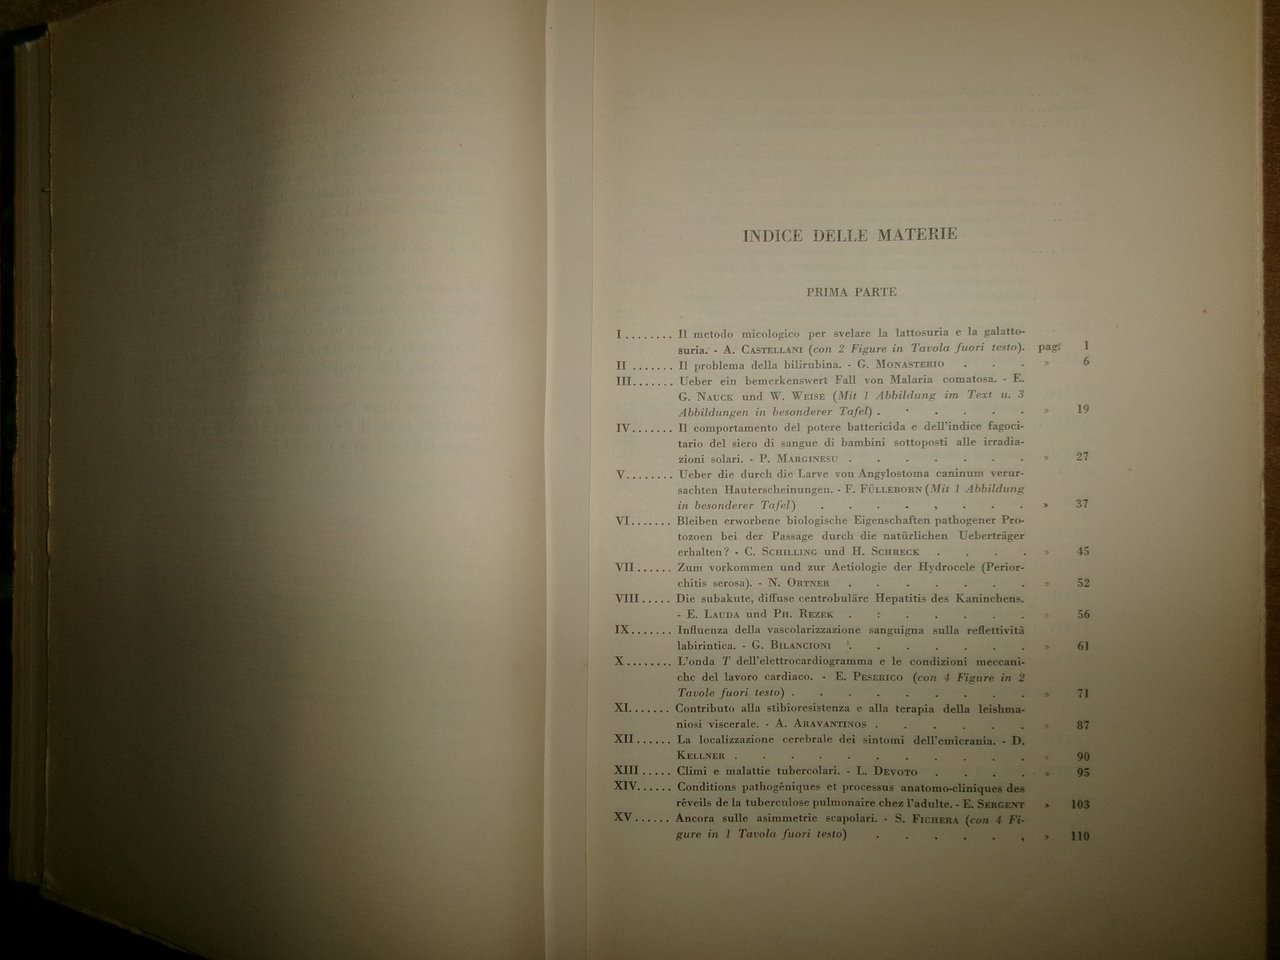 INDICE DELLE MATERIE
PRIMA PARTE
I ........ Il metodo micologico per svelare la lattosuria e la galatto-
suria. - A. CASTELLANI (con 2 Figure in Tavola fuori testo). pag. 1
II ....... Il problema della bilirubina. - G. MONASTERIO . . . » 6
III....... Ueber ein bemerkenswert Fall von Malaria comatosa. - E.
G. NAUCK und W. WEISE (Mit 1 Abbildung im Text u. 3
Abbildungen in besonderer Tafel) . . . . . . » 19
IV....... Il comportamento del potere battericida e dell'indice fagoci-
tario del siero di sangue di bambini sottoposti alle irradia-
zioni solari. - P. MARGINESU . . . . . . . » 27
V........ Ueber die durch die Larve von Angylostoma caninum verur-
sachten Hauterscheinungen. - F. FÜLLEBORN (Mit 1 Abbildung
in besonderer Tafel) . . . . , . . . » 37
VI....... Bleiben erworbene biologische Eigenschaften pathogener Pro-
tozoen bei der Passage durch die natürlichen Ueberträger
erhalten? - C. SCHILLING und H. SCHRECK . . . . » 45
VII...... Zum vorkommen und zur Aetiologie der Hydrocele (Perior-
chitis serosa). - N. ORTNER . . . . . . . » 52
VIII..... Die subakute, diffuse centrobuläre Hepatitis des Kaninchens.
- E. LAUDA und PH. REZEK . : . . . . . » 56
IX....... Influenza della vascolarizzazione sanguigna sulla reflettività
labirintica. - G. BILANCIONI . . . . . . . » 61
X ........ L'onda T dell'elettrocardiogramma e le condizioni meccani-
che del lavoro cardiaco. - E. PESERICO (con 4 Figure in 2
Tavole fuori testo) . . . . . . . . . » 71
XI....... Contributo alla stibioresistenza e alla terapia della leishma-
niosi viscerale. - A. ARAVANTINOS . . . . . . » 87
XII...... La localizzazione cerebrale dei sintomi dell'emicrania. - D.
KELLNER . . . . . . . . . . . » 90
XIII..... Climi e malattie tubercolari. - L. DEVOTO . . . . » 95
XIV...... Conditions pathogéniques et processus anatomo-cliniques des
réveils de la tuberculose pulmonaire chez l'adulte. - E. SERGENT » 103
XV ...... Ancora sulle asimmetrie scapolari. - S. FICHERA (con 4 Fi-
gure in 1 Tavola fuori testo) . . . . . , » 110